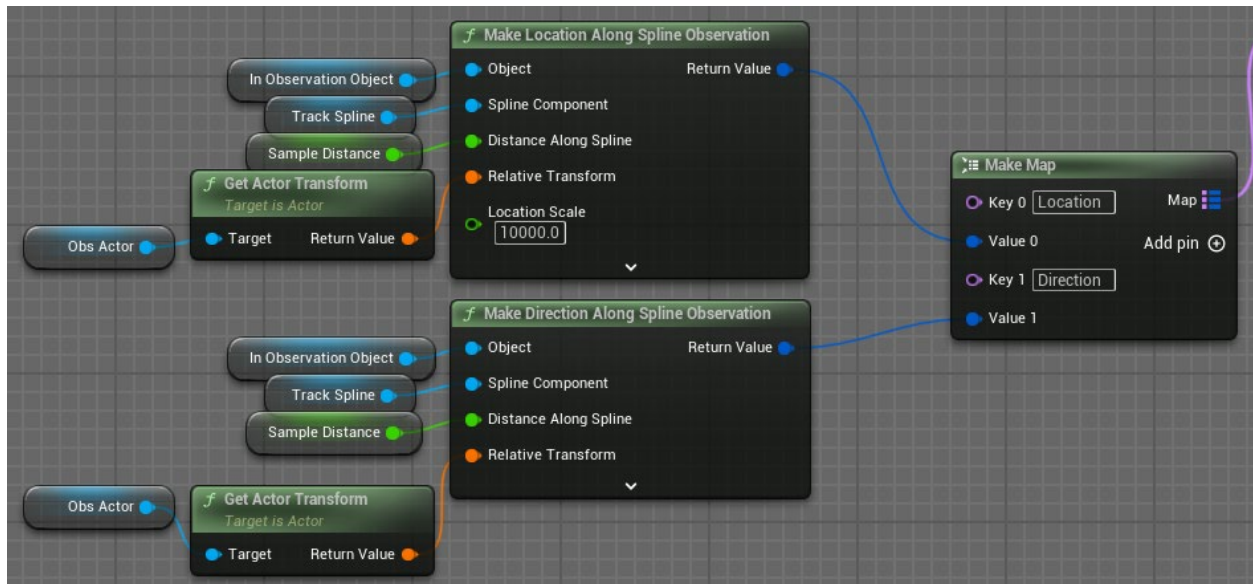 Make Location Along Spline Observation
In Observation Object
Object
Return Value
Track Spline
Spline Component
Sample Distance
Distance Along Spline
Get Actor Transform
Target is Actor
Relative Transform
Obs Actor
Target
Return Value
Location Scale
10000.0
Make Map
Key 0 Location
Map
Value 0
Add pin
Key 1 Direction
Value 1
Make Direction Along Spline Observation
In Observation Object
Object
Return Value
Track Spline
Spline Component
Sample Distance
Distance Along Spline
Relative Transform
Obs Actor
Get Actor Transform
Target is Actor
Target
Return Value